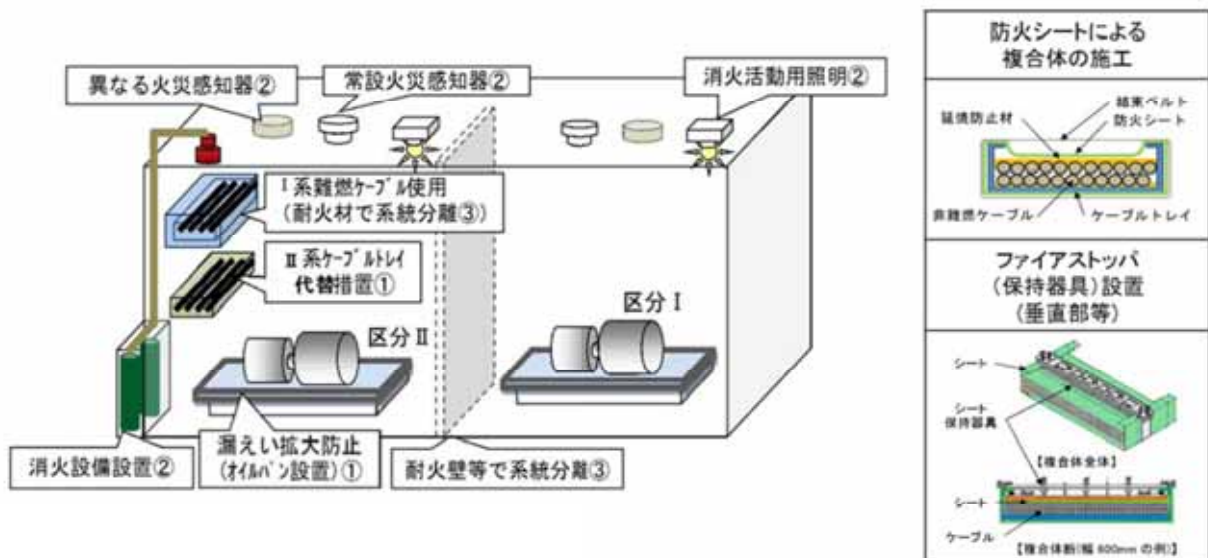 異なる火災感知器②
常設火災感知器②
消火活動用照明②
Ⅰ系難燃ケーブル使用
(耐火材で系統分離③)
Ⅱ系ケーブルトレイ
代替措置①
区分Ⅱ
区分Ⅰ
消火設備設置②
漏えい拡大防止
(オイルパン設置)①
耐火壁等で系統分離③
防火シートによる
複合体の施工
結束ベルト
延焼防止材
防火シート
非難燃ケーブル
ケーブルトレイ
ファイアストッパ
(保持器具)設置
(垂直部等)
シート
シート
保持器具
【複合体全体】
シート
ケーブル
【複合体断(幅 600mm の例)】